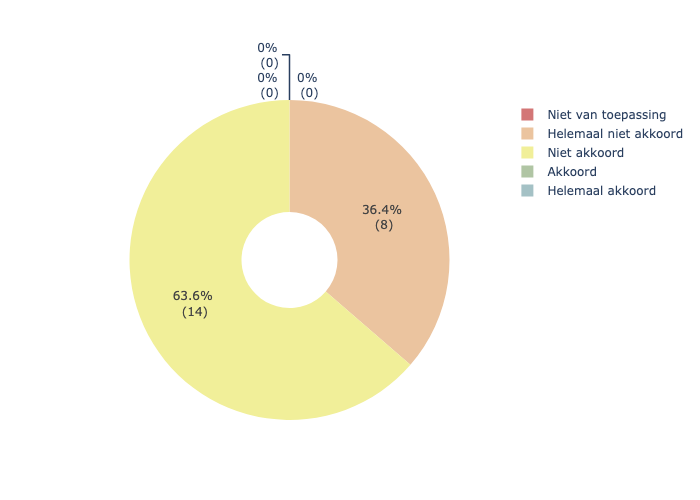 0%
(0)
0%
(0)
0%
(0)
36.4%
(8)
63.6%
(14)
Niet van toepassing
Helemaal niet akkoord
Niet akkoord
Akkoord
Helemaal akkoord